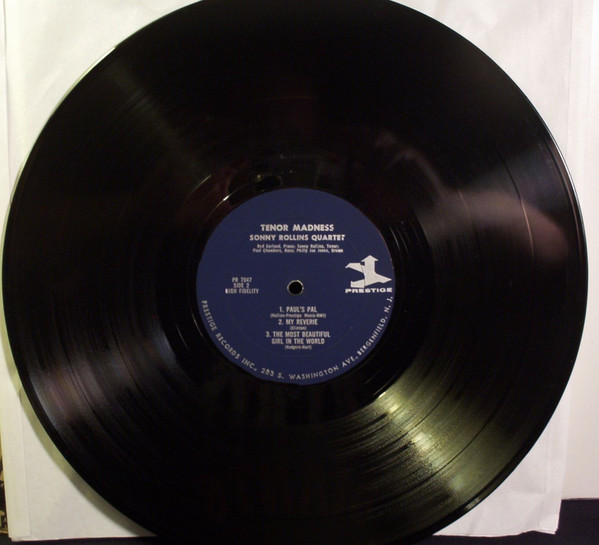 TENOR MADNESS
SONNY ROLLINS QUARTET
Red Garland, Piano; Sonny Rollins, Tenor;
Paul Chambers, Bass; Philly Joe Jones, Drums
PRESTIGE
PR 7047
SIDE 2
HIGH FIDELITY
1. PAUL'S PAL
(Rollins-Prestige Music-BMI)
2. MY REVERIE
(Clinton)
3. THE MOST BEAUTIFUL
GIRL IN THE WORLD
(Rodgers-Hart)
PRESTIGE RECORDS INC., 203 S. WASHINGTON AVE., BERGENFIELD, N. J.